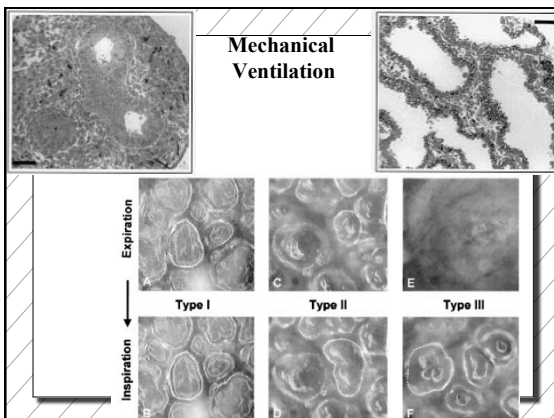 Mechanical
Ventilation
Expiration
Inspiration
A
C
E
Type I
Type II
Type III
B
D
F